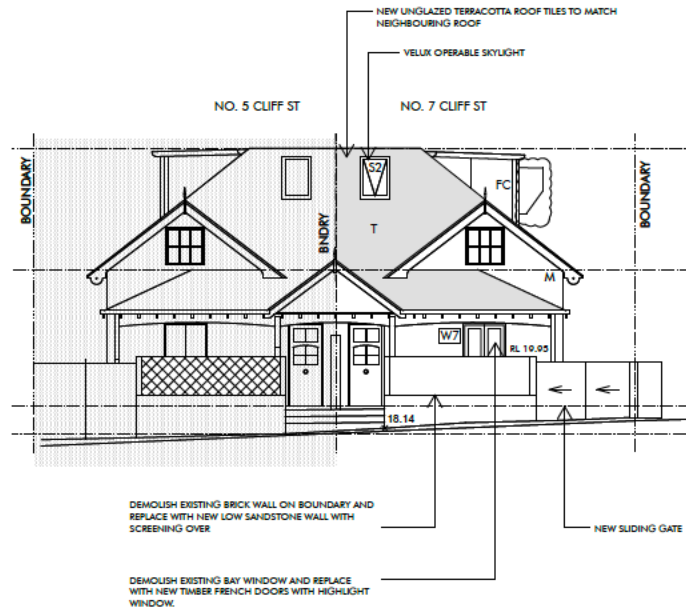 NEW UNGLAZED TERRACOTTA ROOF TILES TO MATCH
NEIGHBOURING ROOF
VELUX OPERABLE SKYLIGHT
NO. 5 CLIFF ST
NO. 7 CLIFF ST
BOUNDARY
BNDRY
BOUNDARY
S2
FC
T
M
W7
RL 19.95
18.14
DEMOLISH EXISTING BRICK WALL ON BOUNDARY AND
REPLACE WITH NEW LOW SANDSTONE WALL WITH
SCREENING OVER
NEW SLIDING GATE
DEMOLISH EXISTING BAY WINDOW AND REPLACE
WITH NEW TIMBER FRENCH DOORS WITH HIGHLIGHT
WINDOW.